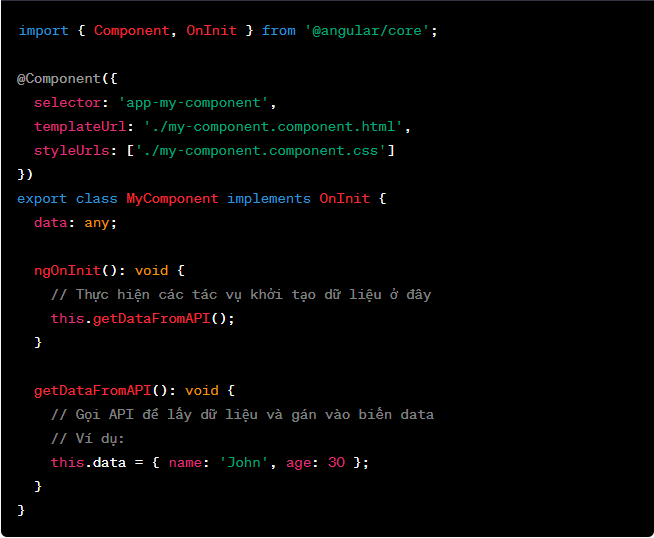 import { Component, OnInit } from '@angular/core';
@Component({
selector: 'app-my-component',
templateUrl: './my-component.component.html',
styleUrls: ['./my-component.component.css']
})
export class MyComponent implements OnInit {
data: any;
ngOnInit(): void {
// Thực hiện các tác vụ khởi tạo dữ liệu ở đây
this.getDataFromAPI();
}
getDataFromAPI(): void {
// Gọi API để lấy dữ liệu và gán vào biến data
// Ví dụ:
this.data = { name: 'John', age: 30 };
}
}